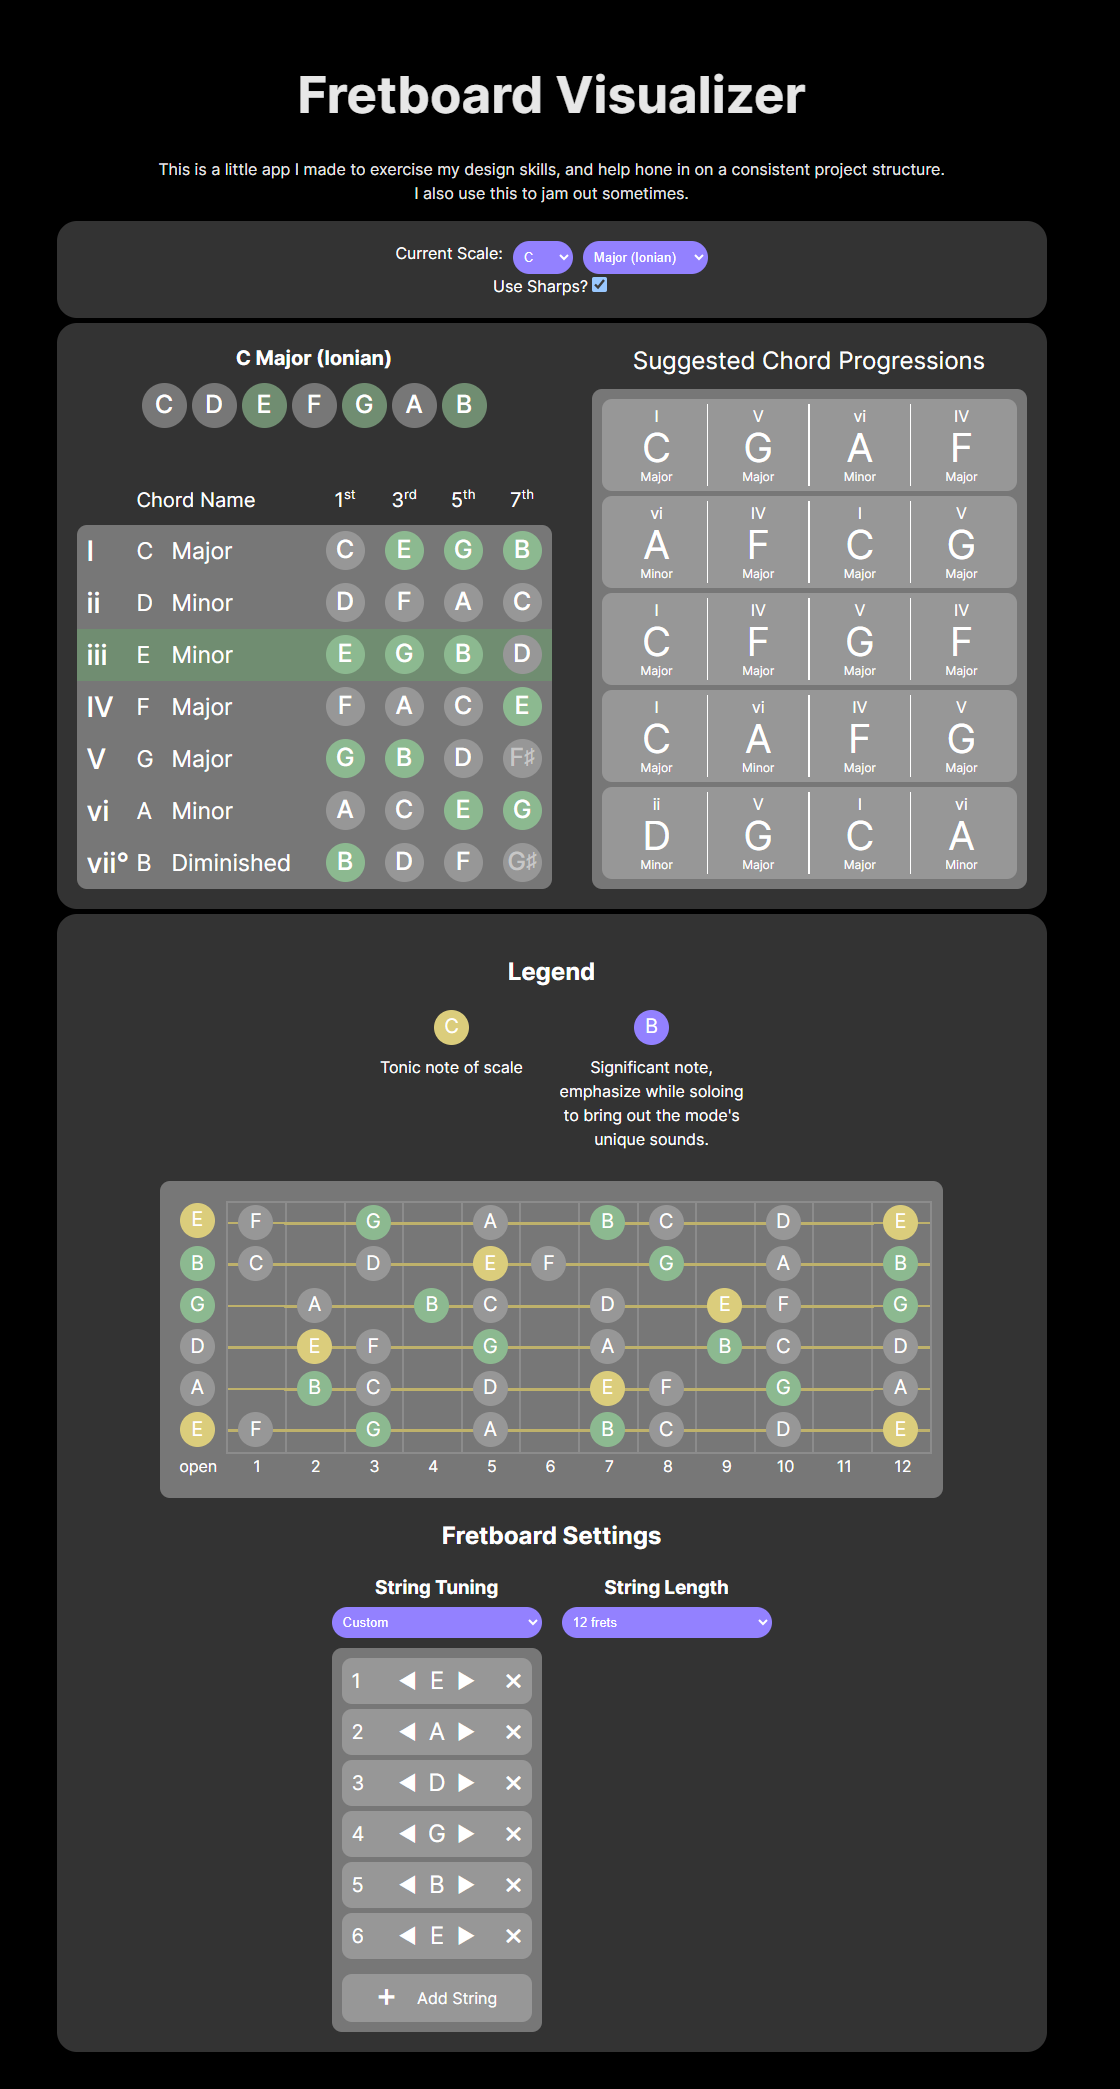 Fretboard Visualizer
This is a little app I made to exercise my design skills, and help hone in on a consistent project structure.
I also use this to jam out sometimes.
Current Scale: C Major (Ionian)
Use Sharps?
C Major (Ionian)
C D E F G A B
Chord Name 1st 3rd 5th 7th
I C Major C E G B
ii D Minor D F A C
iii E Minor E G B D
IV F Major F A C E
V G Major G B D F♯
vi A Minor A C E G
vii° B Diminished B D F G♯
Suggested Chord Progressions
I V vi IV
C G A F
Major Major Minor Major
vi IV I V
A F C G
Minor Major Major Major
I IV V IV
C F G F
Major Major Major Major
I vi IV V
C A F G
Major Minor Major Major
ii V I vi
D G C A
Minor Major Major Minor
Legend
C B
Tonic note of scale
Significant note,
emphasize while soloing
to bring out the mode's
unique sounds.
E F G A B C D E
B C D E F G A B
G A B C D E F G
D E F G A B C D
A B C D E F G A
E F G A B C D E
open 1 2 3 4 5 6 7 8 9 10 11 12
Fretboard Settings
String Tuning String Length
Custom 12 frets
1 ◀ E ▶ ×
2 ◀ A ▶ ×
3 ◀ D ▶ ×
4 ◀ G ▶ ×
5 ◀ B ▶ ×
6 ◀ E ▶ ×
+ Add String